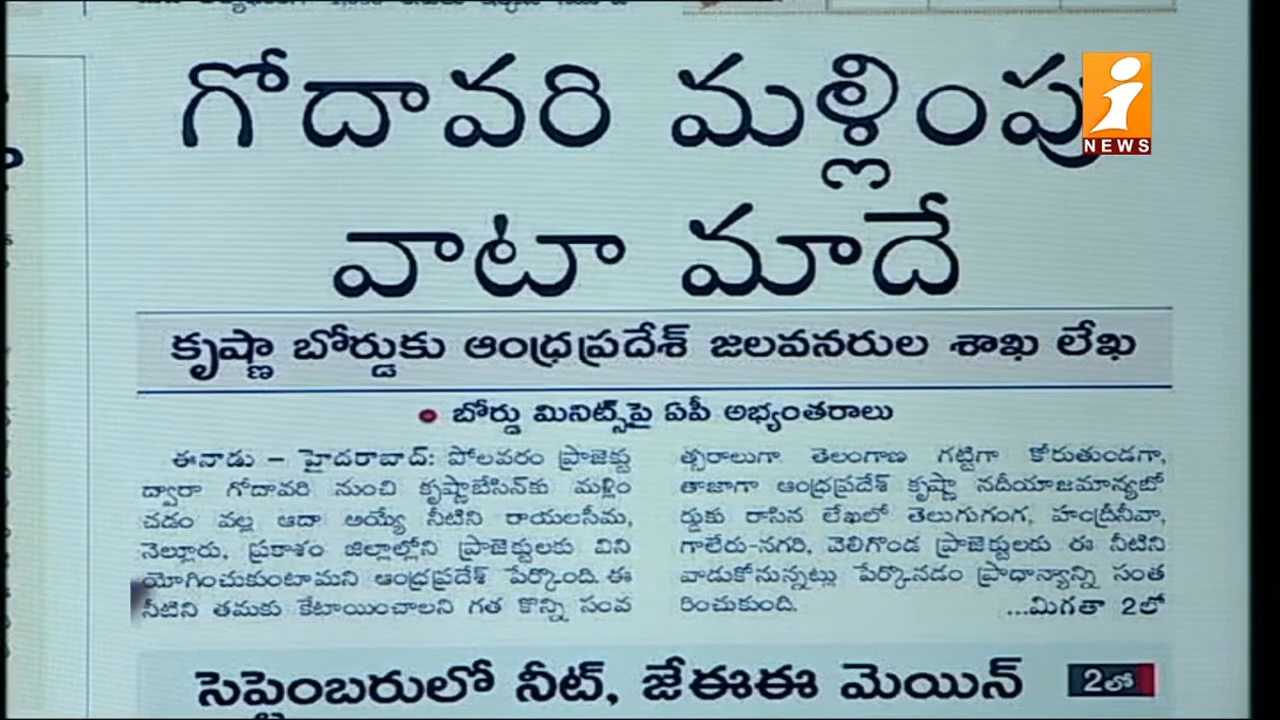 గోదావరి మళ్లింపు
i
NEWS
వాటా మాదే
కృష్ణా బోర్డుకు ఆంధ్రప్రదేశ్ జలవనరుల శాఖ లేఖ
● బోర్డు మినిట్స్‌పై ఏపీ అభ్యంతరాలు
ఈనాడు – హైదరాబాద్: పోలవరం ప్రాజెక్టు
ద్వారా గోదావరి నుంచి కృష్ణాబేసిన్‌కు మళ్లిం
చడం వల్ల ఆదా అయ్యే నీటిని రాయలసీమ,
నెల్లూరు, ప్రకాశం జిల్లాల్లోని ప్రాజెక్టులకు విని
యోగించుకుంటామని ఆంధ్రప్రదేశ్ పేర్కొంది. ఈ
నీటిని తమకు కేటాయించాలని గత కొన్ని సంవ
త్సరాలుగా తెలంగాణ గట్టిగా కోరుతుండగా,
తాజాగా ఆంధ్రప్రదేశ్ కృష్ణా నదీయాజమాన్యబో
ర్డుకు రాసిన లేఖలో తెలుగుగంగ, హంద్రీనీవా,
గాలేరు-నగరి, వెలిగొండ ప్రాజెక్టులకు ఈ నీటిని
వాడుకోనున్నట్లు పేర్కొనడం ప్రాధాన్యాన్ని సంత
రించుకుంది.
...మిగతా 2లో
సెప్టెంబరులో నీట్, జేఈఈ మెయిన్
2లో